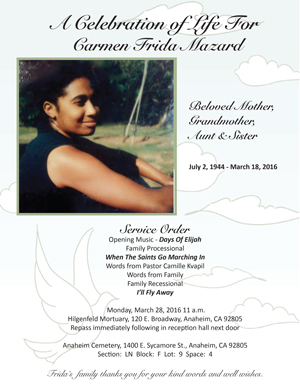 A Celebration of Life For
Carmen Frida Mazard
Beloved Mother,
Grandmother,
Aunt & Sister
July 2, 1944 - March 18, 2016
Service Order
Opening Music - Days Of Elijah
Family Processional
When The Saints Go Marching In
Words from Pastor Camille Kvapil
Words from Family
Family Recessional
I'll Fly Away
Monday, March 28, 2016 11 a.m.
Hilgenfeld Mortuary, 120 E. Broadway, Anaheim, CA 92805
Repass immediately following in reception hall next door
Anaheim Cemetery, 1400 E. Sycamore St., Anaheim, CA 92805
Section: LN Block: F Lot: 9 Space: 4
Frida's family thanks you for your kind words and well wishes.